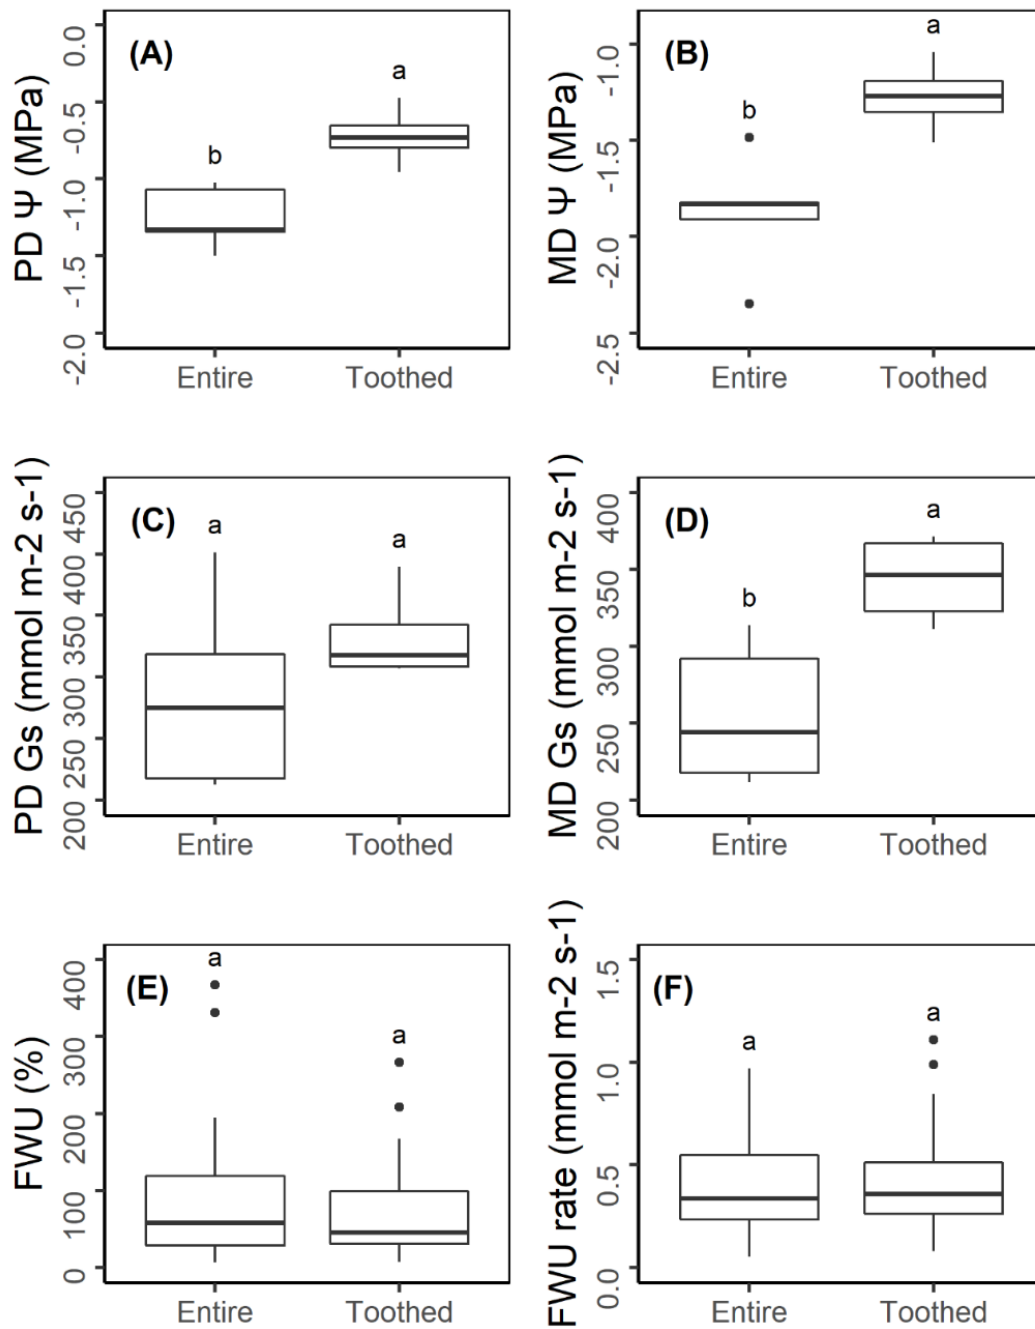 PD Ψ (MPa)
0.0
-0.5
-1.0
-1.5
-2.0
(A)
b
a
Entire
Toothed
MD Ψ (MPa)
-1.0
-1.5
-2.0
-2.5
(B)
b
a
Entire
Toothed
PD Gs (mmol m-2 s-1)
450
400
350
300
250
200
(C)
a
a
Entire
Toothed
MD Gs (mmol m-2 s-1)
400
350
300
250
200
(D)
b
a
Entire
Toothed
FWU (%)
400
300
200
100
0
(E)
a
a
Entire
Toothed
FWU rate (mmol m-2 s-1)
1.5
1.0
0.5
0.0
(F)
a
a
Entire
Toothed